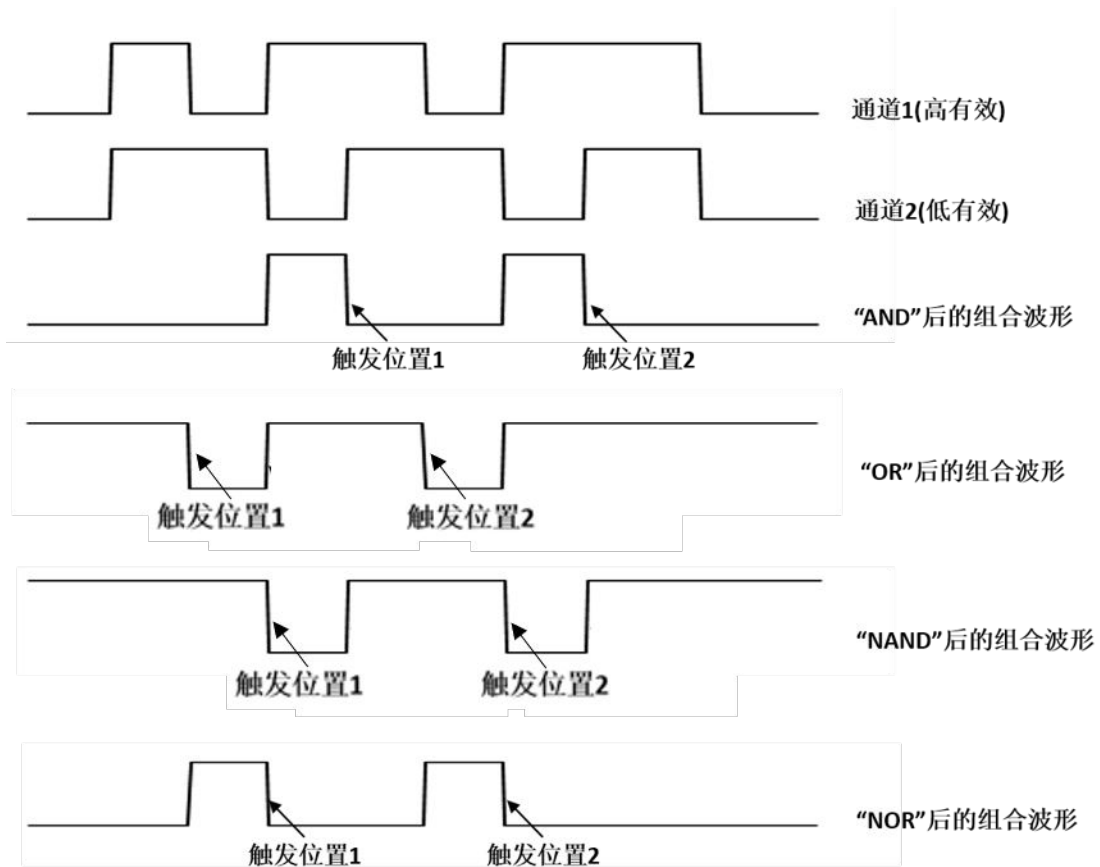 通道1(高有效)
通道2(低有效)
“AND”后的组合波形
触发位置1
触发位置2
“OR”后的组合波形
触发位置1
触发位置2
“NAND”后的组合波形
触发位置1
触发位置2
“NOR”后的组合波形
触发位置1
触发位置2